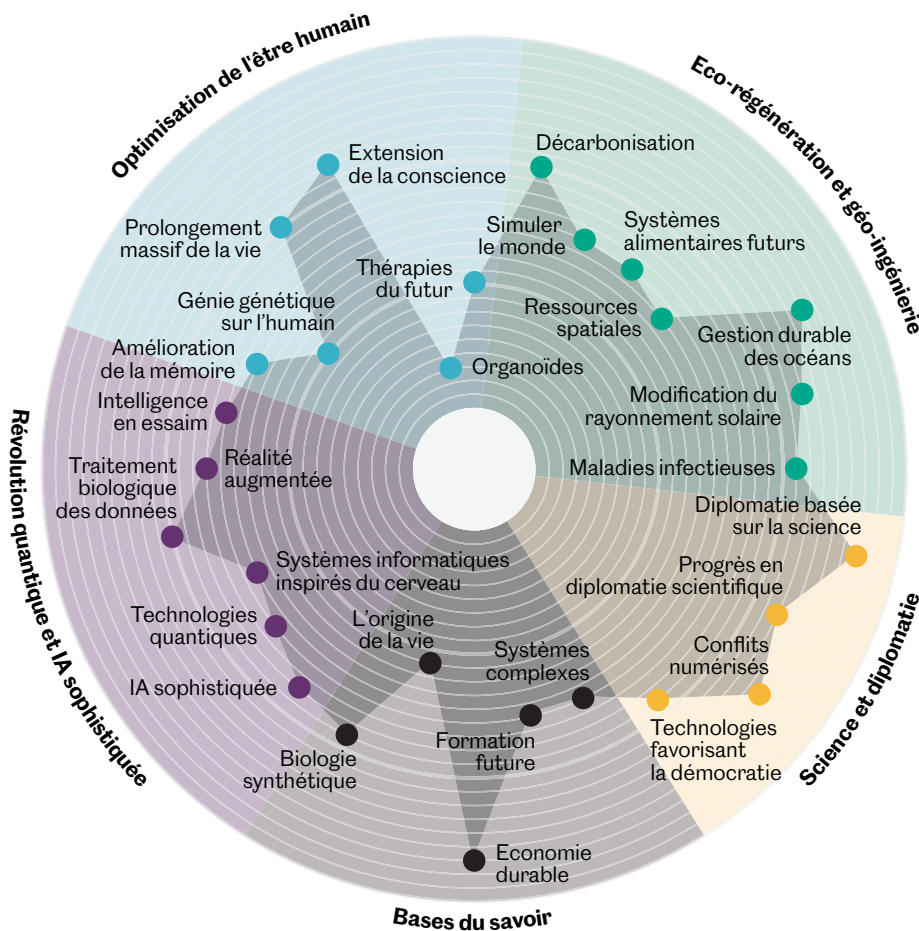 Optimisation de l'être humain
Eco-régénération et géo-ingénierie
Extension
de la conscience
Décarbonisation
Prolongement
massif de la vie
Simuler
le monde
Systèmes
alimentaires futurs
Thérapies
du futur
Génie génétique
sur l'humain
Ressources
spatiales
Gestion durable
des océans
Amélioration
de la mémoire
Organoïdes
Intelligence
en essaim
Modification du
rayonnement solaire
Révolution quantique et IA sophistiquée
Traitement
biologique
des données
Réalité
augmentée
Maladies infectieuses
Diplomatie basée
sur la science
Systèmes informatiques
inspirés du cerveau
Progrès en
diplomatie scientifique
Technologies
quantiques
L'origine
de la vie
Systèmes
complexes
Conflits
numérisés
IA sophistiquée
Science et diplomatie
Biologie
synthétique
Formation
future
Technologies
favorisant
la démocratie
Economie
durable
Bases du savoir